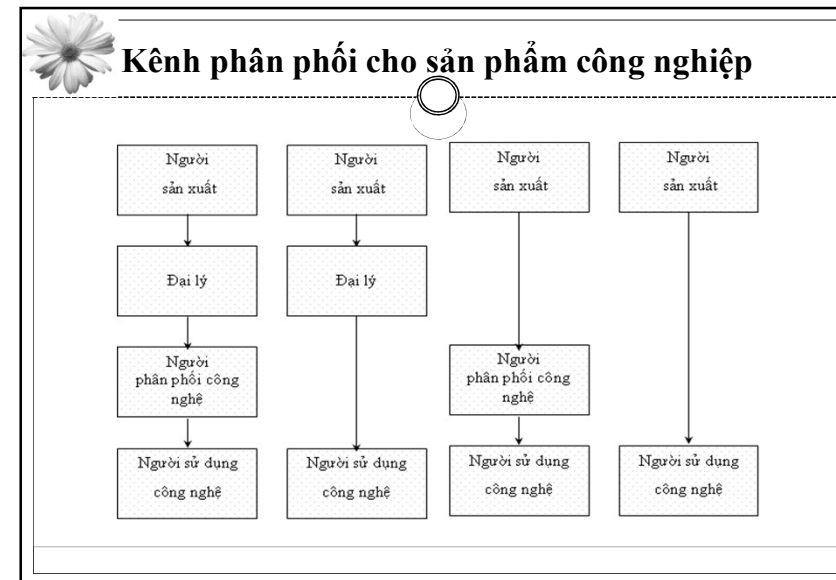 Kênh phân phối cho sản phẩm công nghiệp
Người
sản xuất
Người
sản xuất
Người
sản xuất
Người
sản xuất
Đại lý
Đại lý
Người
phân phối công
nghệ
Người
phân phối công
nghệ
Người sử dụng
công nghệ
Người sử dụng
công nghệ
Người sử dụng
công nghệ
Người sử dụng
công nghệ